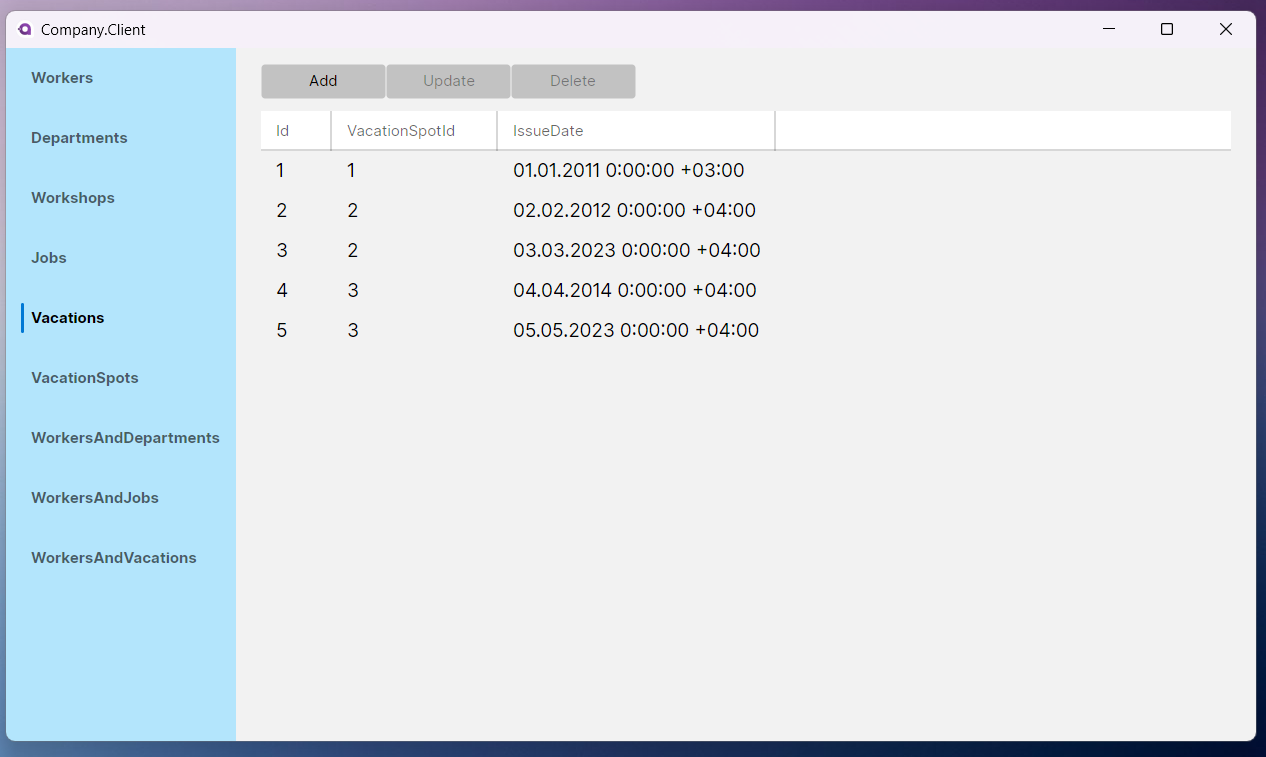 Company.Client
Workers
Departments
Workshops
Jobs
Vacations
VacationSpots
WorkersAndDepartments
WorkersAndJobs
WorkersAndVacations
Add Update Delete
Id VacationSpotId IssueDate
1 1 01.01.2011 0:00:00 +03:00
2 2 02.02.2012 0:00:00 +04:00
3 2 03.03.2023 0:00:00 +04:00
4 3 04.04.2014 0:00:00 +04:00
5 3 05.05.2023 0:00:00 +04:00